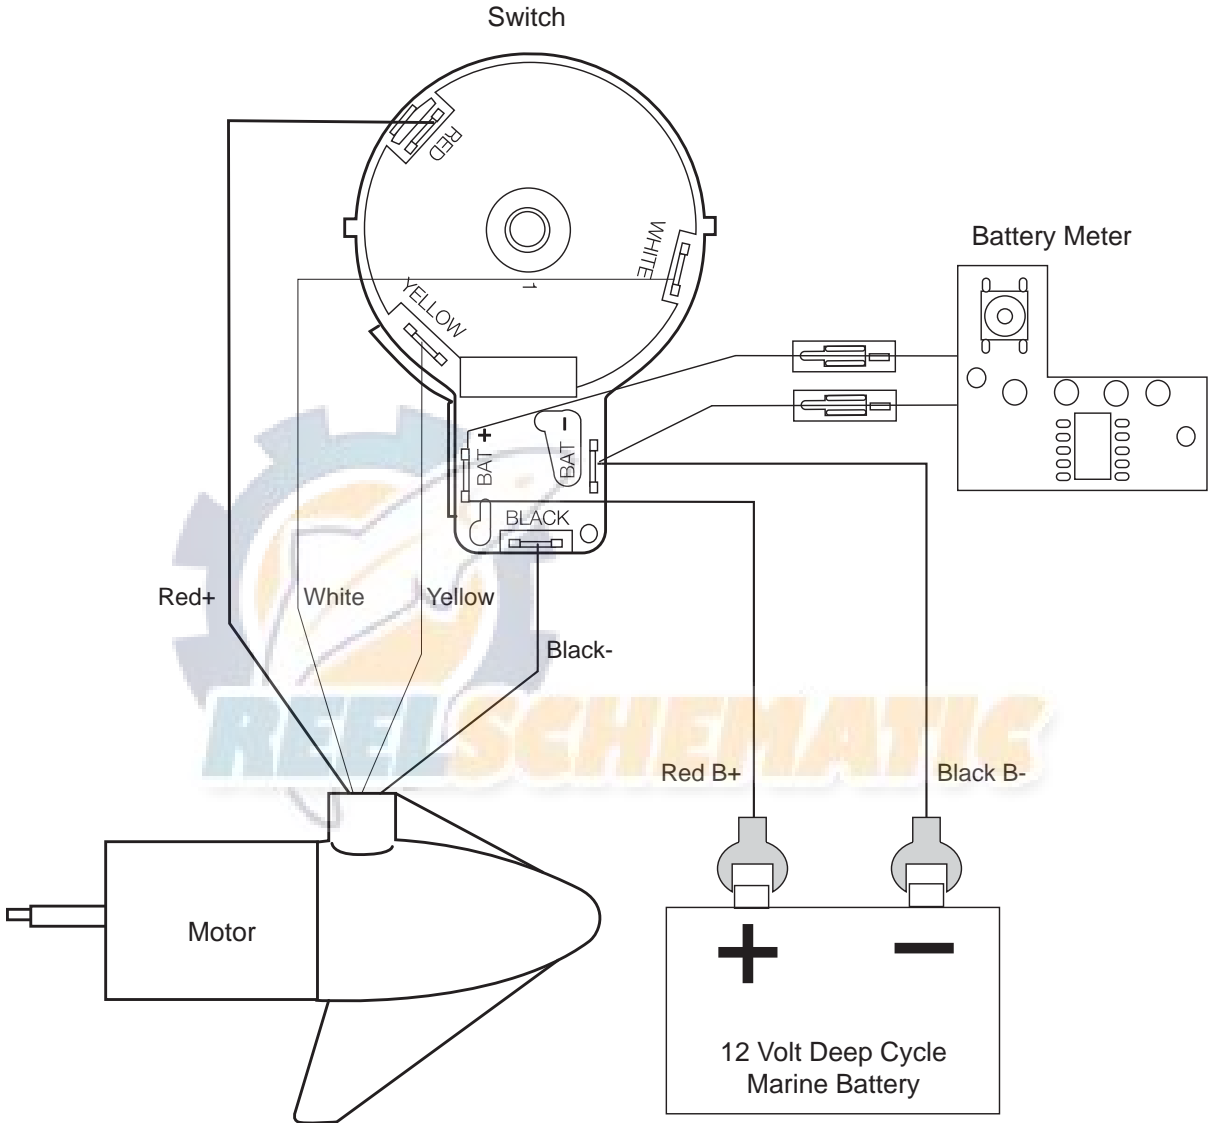 Switch
RED
WHITE
Battery Meter
1
YELLOW
BAT +
BAT −
BLACK
Red+
White
Yellow
Black-
REELSCHEMATIC
Red B+
Black B-
Motor
+
−
12 Volt Deep Cycle
Marine Battery